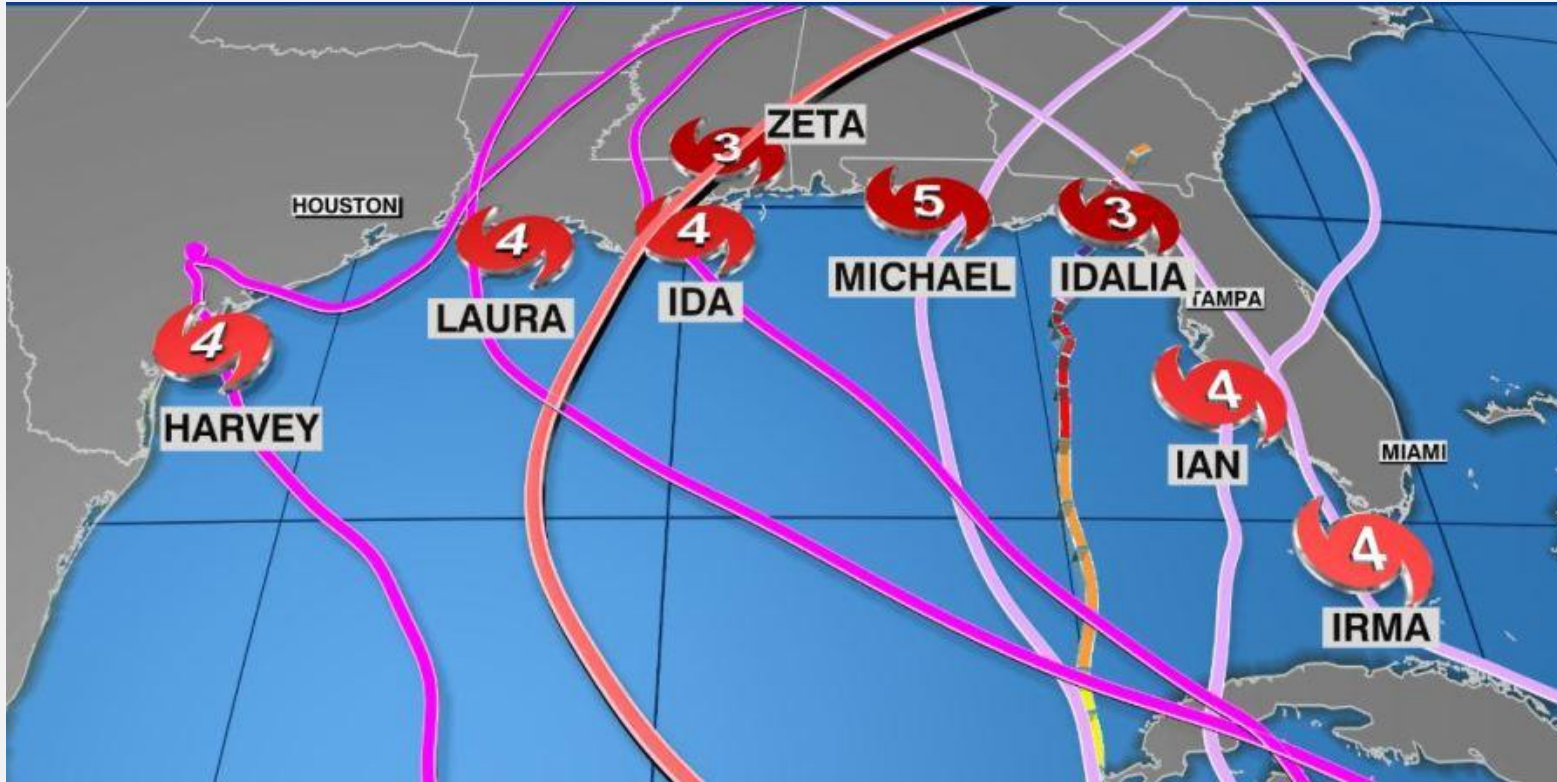 3
ZETA
HOUSTON
4
LAURA
4
IDA
5
MICHAEL
3
IDALIA
TAMPA
4
HARVEY
4
IAN
MIAMI
4
IRMA